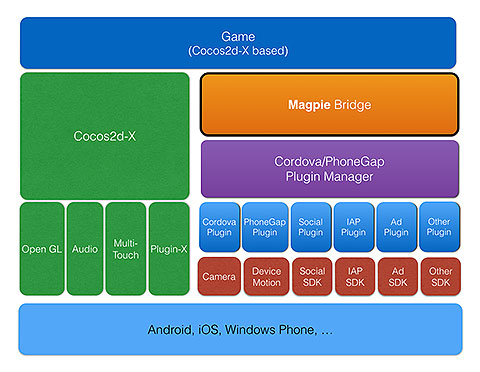 Game
(Cocos2d-X based)
Cocos2d-X
Magpie Bridge
Cordova/PhoneGap
Plugin Manager
Open GL
Audio
Multi-
Touch
Plugin-X
Cordova
Plugin
PhoneGap
Plugin
Social
Plugin
IAP
Plugin
Ad
Plugin
Other
Plugin
Camera
Device
Motion
Social
SDK
IAP
SDK
Ad
SDK
Other
SDK
Android, iOS, Windows Phone, ...